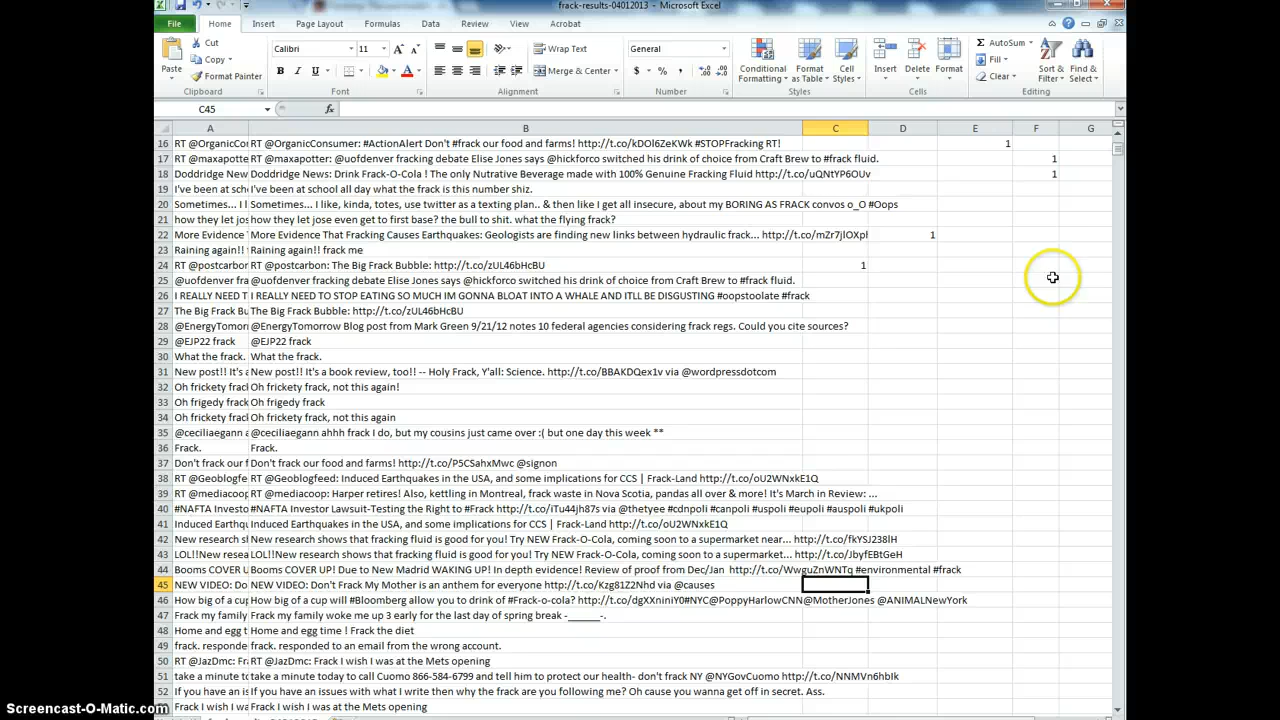 frack-results-04012013 - Microsoft Excel
File Home Insert Page Layout Formulas Data Review View Acrobat
Cut
Copy
Format Painter
Paste
Clipboard
Calibri 11
Font
Wrap Text
Merge & Center
Alignment
General
Number
Conditional Formatting
Format as Table
Cell Styles
Styles
Insert Delete Format
Cells
AutoSum
Fill
Clear
Sort & Filter
Find & Select
Editing
C45 fx
A B C D E F G
16 RT @OrganicCon RT @OrganicConsumer: #ActionAlert Don't #frack our food and farms! http://t.co/kDOl6ZeKWk #STOPFracking RT! 1
17 RT @maxapotter RT @maxapotter: @uofdenver fracking debate Elise Jones says @hickforco switched his drink of choice from Craft Brew to #frack fluid. 1
18 Doddridge News Doddridge News: Drink Frack-O-Cola ! The only Nutrative Beverage made with 100% Genuine Fracking Fluid http://t.co/uQNtYP6OUv 1
19 I've been at sch I've been at school all day what the frack is this number shiz.
20 Sometimes... I l Sometimes... I like, kinda, totes, use twitter as a texting plan.. & then like I get all insecure, about my BORING AS FRACK convos o_O #Oops
21 how they let jose how they let jose even get to first base? the bull to shit. what the flying frack?
22 More Evidence T More Evidence That Fracking Causes Earthquakes: Geologists are finding new links between hydraulic frack... http://t.co/mZr7jlOXpl 1
23 Raining again!! f Raining again!! frack me
24 RT @postcarbon: RT @postcarbon: The Big Frack Bubble: http://t.co/zUL46bHcBU 1
25 @uofdenver frac @uofdenver fracking debate Elise Jones says @hickforco switched his drink of choice from Craft Brew to #frack fluid.
26 I REALLY NEED T I REALLY NEED TO STOP EATING SO MUCH IM GONNA BLOAT INTO A WHALE AND ITLL BE DISGUSTING #oopstoolate #frack
27 The Big Frack Bu The Big Frack Bubble: http://t.co/zUL46bHcBU
28 @EnergyTomorr @EnergyTomorrow Blog post from Mark Green 9/21/12 notes 10 federal agencies considering frack regs. Could you cite sources?
29 @EJP22 frack @EJP22 frack
30 What the frack. What the frack.
31 New post!! It's a New post!! It's a book review, too!! -- Holy Frack, Y'all: Science. http://t.co/BBAKDQex1v via @wordpressdotcom
32 Oh frickety frack Oh frickety frack, not this again!
33 Oh frigedy frack Oh frigedy frack
34 Oh frickety frack Oh frickety frack, not this again
35 @ceciliaegann a @ceciliaegann ahhh frack I do, but my cousins just came over :( but one day this week **
36 Frack. Frack.
37 Don't frack our f Don't frack our food and farms! http://t.co/P5CSahxMwc @signon
38 RT @Geoblogfee RT @Geoblogfeed: Induced Earthquakes in the USA, and some implications for CCS | Frack-Land http://t.co/oU2WNxkE1Q
39 RT @mediacoop: RT @mediacoop: Harper retires! Also, kettling in Montreal, frack waste in Nova Scotia, pandas all over & more! It's March in Review: ...
40 #NAFTA Investo #NAFTA Investor Lawsuit-Testing the Right to #Frack http://t.co/iTu44jh87s via @thetyee #cdnpoli #canpoli #uspoli #eupoli #auspoli #ukpoli
41 Induced Earthqu Induced Earthquakes in the USA, and some implications for CCS | Frack-Land http://t.co/oU2WNxkE1Q
42 New research sh New research shows that fracking fluid is good for you! Try NEW Frack-O-Cola, coming soon to a supermarket near... http://t.co/fkYSJ238lH
43 LOL!!New resea LOL!!New research shows that fracking fluid is good for you! Try NEW Frack-O-Cola, coming soon to a supermarket... http://t.co/JbyfEBtGeH
44 Booms COVER U Booms COVER UP! Due to New Madrid WAKING UP! In depth evidence! Review of proof from Dec/Jan http://t.co/WwguZnWNTq #environmental #frack
45 NEW VIDEO: Do NEW VIDEO: Don't Frack My Mother is an anthem for everyone http://t.co/Kzg81Z2Nhd via @causes
46 How big of a cup How big of a cup will #Bloomberg allow you to drink of #Frack-o-cola? http://t.co/dgXXniniY0#NYC@PoppyHarlowCNN@MotherJones @ANIMALNewYork
47 Frack my family Frack my family woke me up 3 early for the last day of spring break -______-.
48 Home and egg t Home and egg time ! Frack the diet
49 frack. responded frack. responded to an email from the wrong account.
50 RT @JazDmc: Fra RT @JazDmc: Frack I wish I was at the Mets opening
51 take a minute to take a minute today to call Cuomo 866-584-6799 and tell him to protect our health- don't frack NY @NYGovCuomo http://t.co/NNMVn6hbIk
52 If you have an is If you have an issues with what I write then why the frack are you following me? Oh cause you wanna get off in secret. Ass.
Frack I wish I wa Frack I wish I was at the Mets opening
Screencast-O-Matic.com